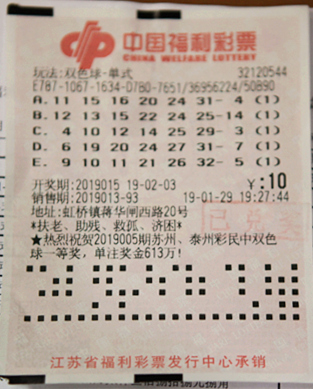 中国福利彩票
CHINA WELFARE LOTTERY
玩法:双色球-单式 32120544
E787-1067-1634-D7B0-7651/36956224/50890
A. 11 15 16 20 24 31- 4 (1)
B. 12 13 15 22 24 25-14 (1)
C. 4 10 12 14 25 29- 3 (1)
D. 6 19 20 24 27 31- 7 (1)
E. 9 10 11 21 26 32- 5 (1)
开奖期:2019015 19-02-03 ¥:10
销售期:2019013-93 19-01-29 19:27:44
地址:虹桥镇蒋华闸西路20号
*扶老、助残、救孤、济困*
已兑奖
★热烈祝贺2019005期苏州、泰州彩民中双色
球一等奖,单注奖金613万!
江苏省福利彩票发行中心承销